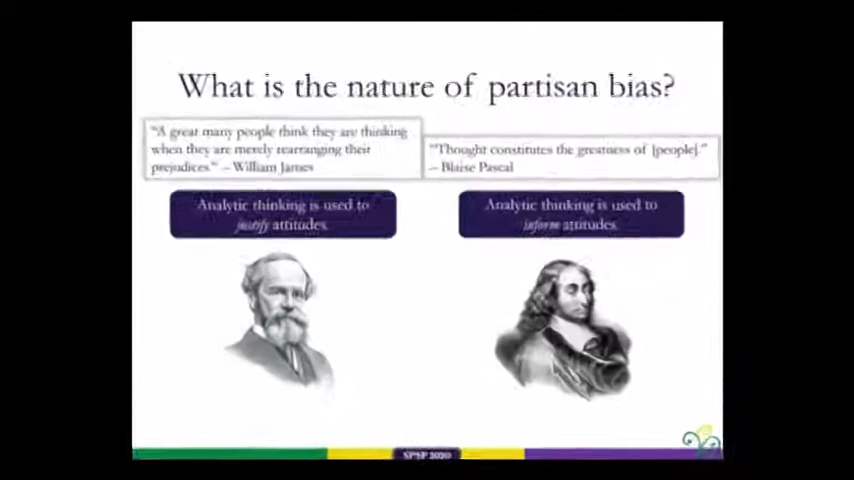 What is the nature of partisan bias?
"A great many people think they are thinking
when they are merely rearranging their
prejudices." – William James
"Thought constitutes the greatness of [people]."
– Blaise Pascal
Analytic thinking is used to
justify attitudes.
Analytic thinking is used to
inform attitudes.
SPSP 2020